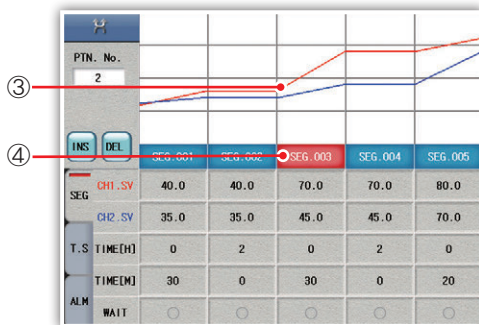 PTN. No.
2
③
INS DEL
④ SEG.001 SEG.002 SEG.003 SEG.004 SEG.005
SEG CH1.SV 40.0 40.0 70.0 70.0 80.0
CH2.SV 35.0 35.0 45.0 45.0 70.0
T.S TIME[H] 0 2 0 2 0
TIME[M] 30 0 30 0 20
ALM WAIT